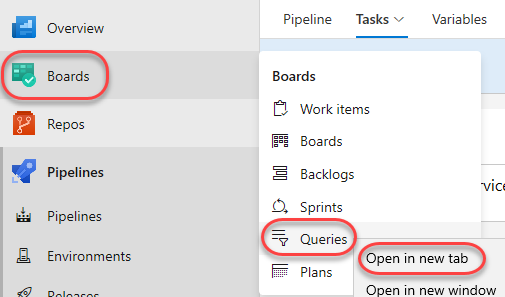 Overview
Boards
Repos
Pipelines
Pipelines
Environments
Releases
Pipeline Tasks Variables
Boards
Work items
Boards
Backlogs
Sprints
Queries
Plans
Open in new tab
Open in new window